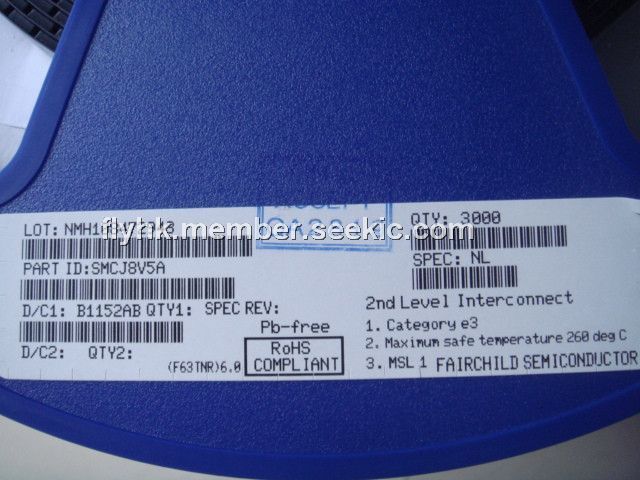 QTY: 3000
LOT:
flyhk.member.seekic.com
PART ID:SMCJ8V5A
SPEC: NL
D/C1: B1152AB QTY1: SPEC REV:
2nd Level Interconnect
Pb-free
1. Category e3
RoHS
2. Maximum safe temperature 260 deg C
D/C2: QTY2:
(F63TNR)6.0
COMPLIANT
3. MSL 1 FAIRCHILD SEMICONDUCTOR